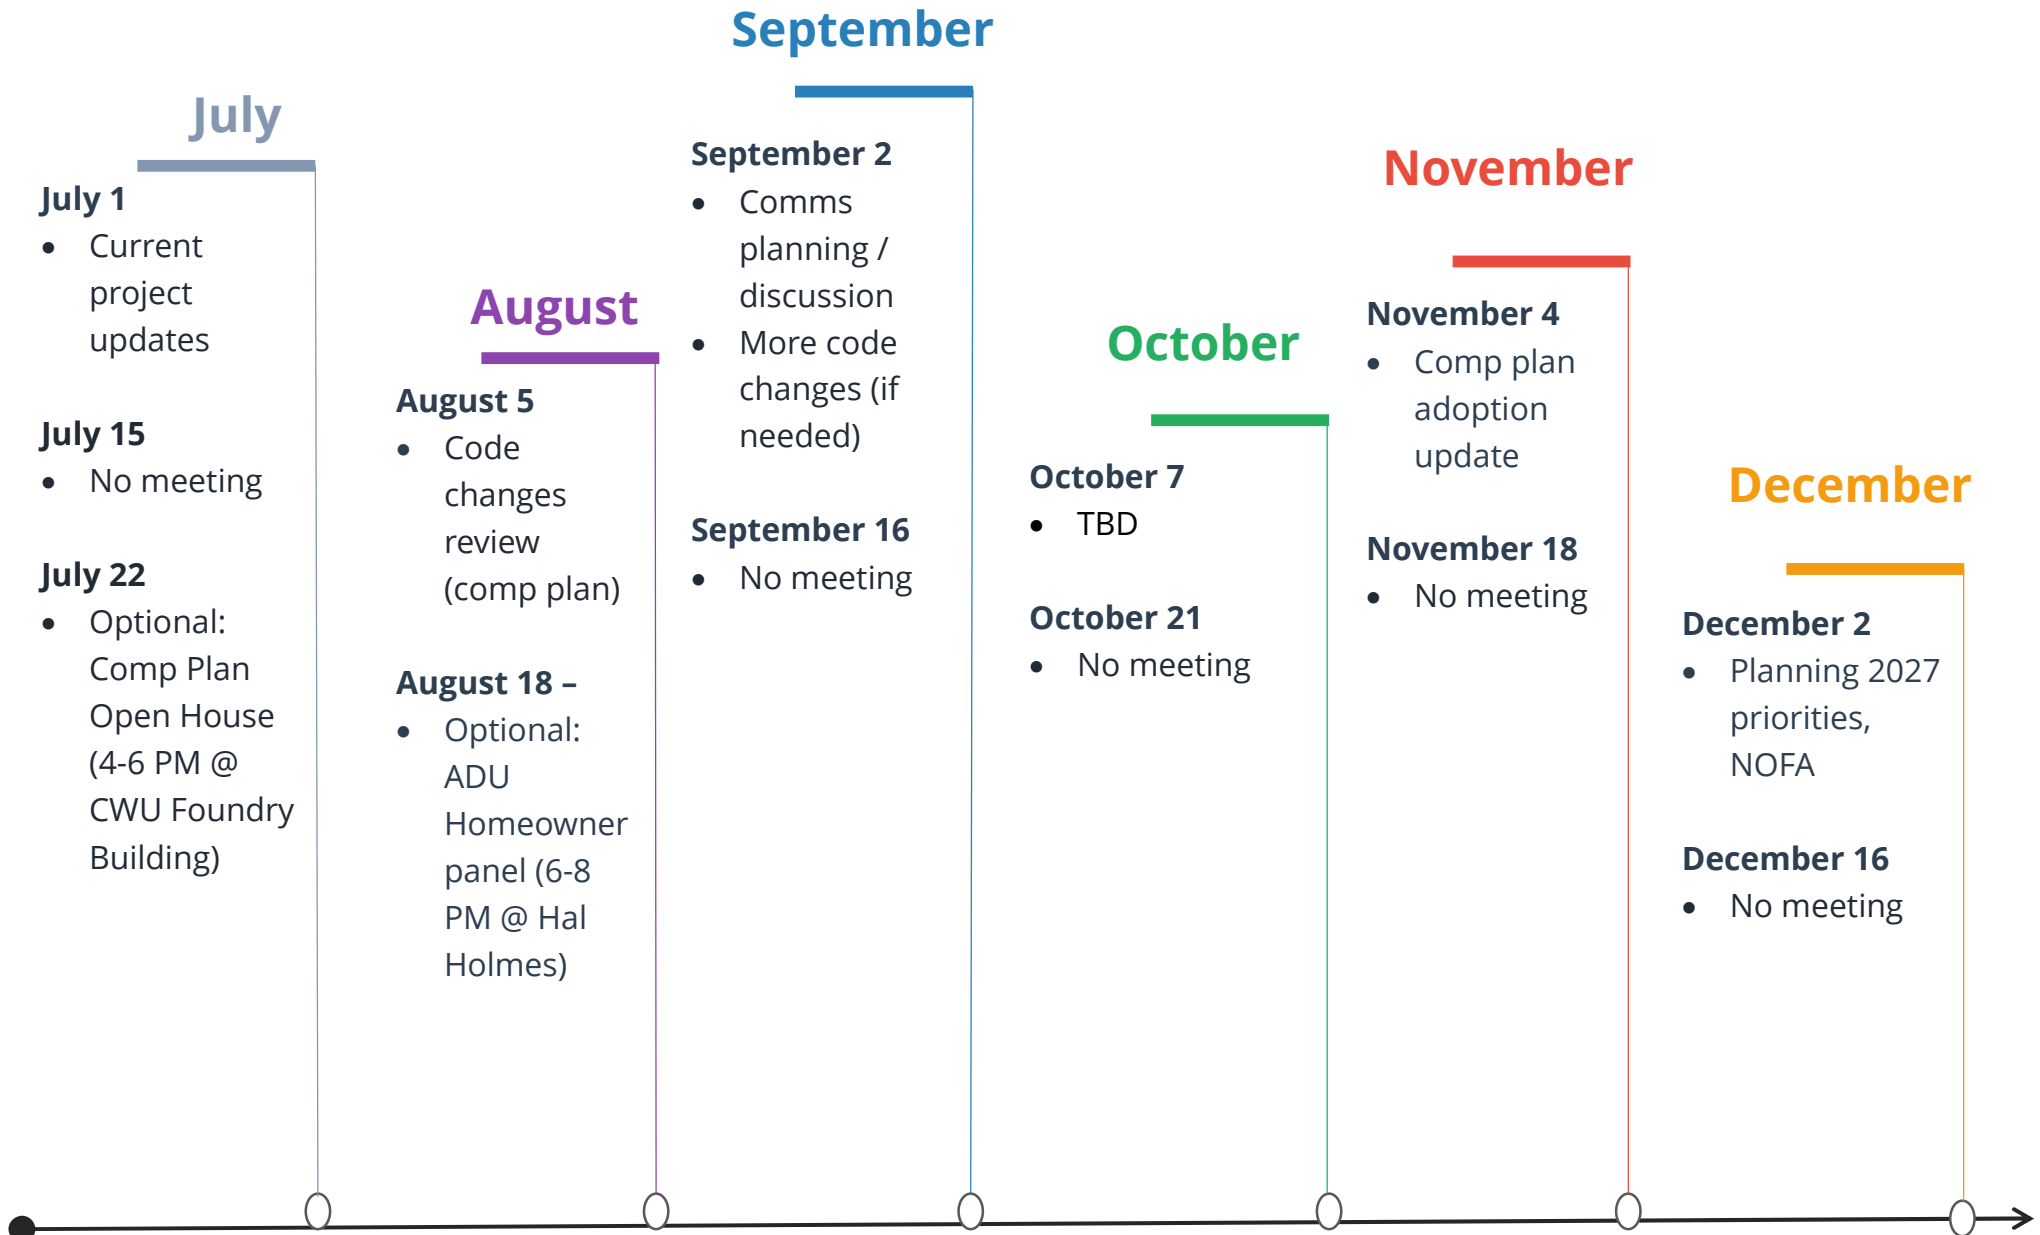 July
July 1
• Current
project
updates
July 15
• No meeting
July 22
• Optional:
Comp Plan
Open House
(4-6 PM @
CWU Foundry
Building)
August
August 5
• Code
changes
review
(comp plan)
August 18 –
• Optional:
ADU
Homeowner
panel (6-8
PM @ Hal
Holmes)
September
September 2
• Comms
planning /
discussion
• More code
changes (if
needed)
September 16
• No meeting
October
October 7
• TBD
October 21
• No meeting
November
November 4
• Comp plan
adoption
update
November 18
• No meeting
December
December 2
• Planning 2027
priorities,
NOFA
December 16
• No meeting